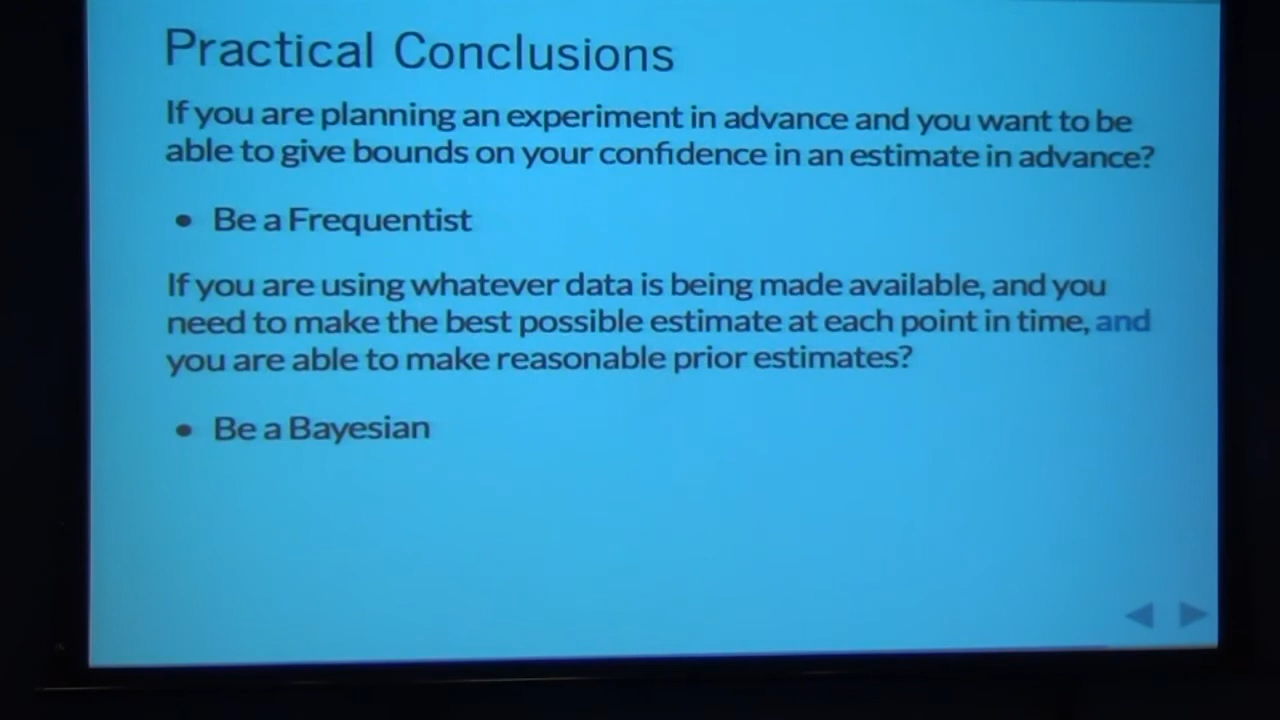 Practical Conclusions
If you are planning an experiment in advance and you want to be
able to give bounds on your confidence in an estimate in advance?
• Be a Frequentist
If you are using whatever data is being made available, and you
need to make the best possible estimate at each point in time, and
you are able to make reasonable prior estimates?
• Be a Bayesian